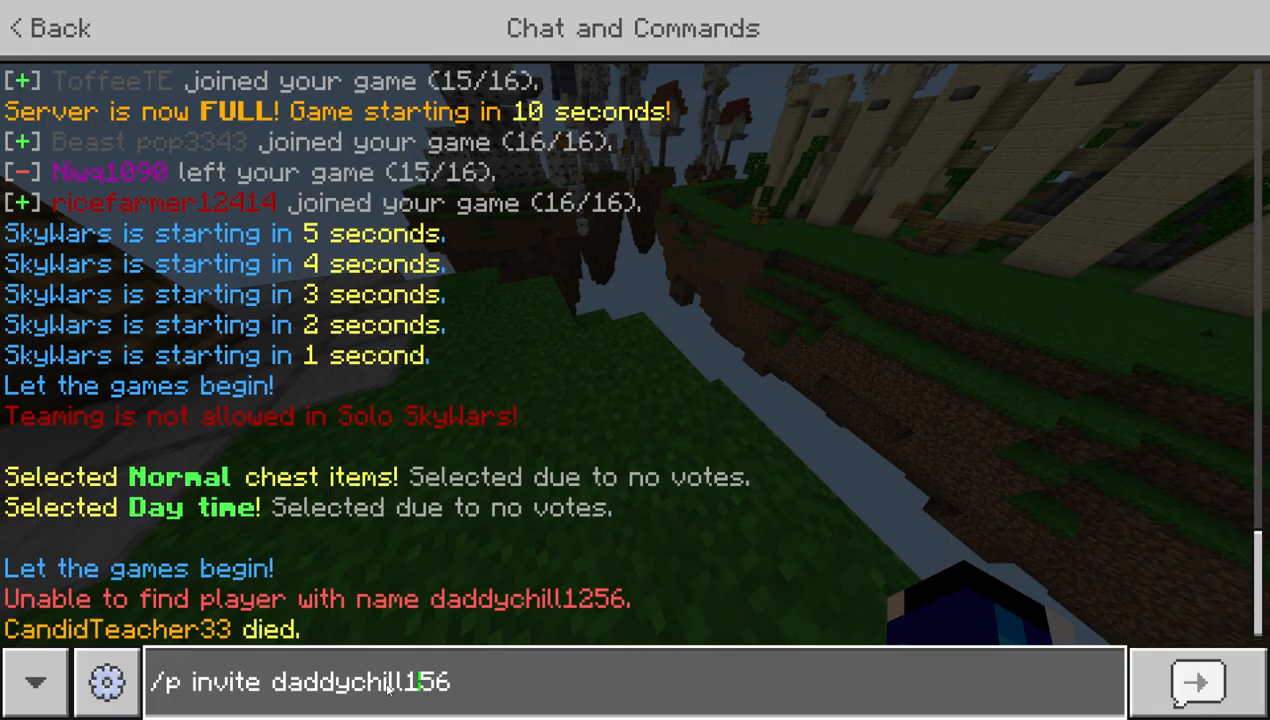 < Back
Chat and Commands
[+] ToffeeTE joined your game (15/16).
Server is now FULL! Game starting in 10 seconds!
[+] Beast pop3343 joined your game (16/16).
[-] Niwq1090 left your game (15/16).
[+] ricefarmer12414 joined your game (16/16).
SkyWars is starting in 5 seconds.
SkyWars is starting in 4 seconds.
SkyWars is starting in 3 seconds.
SkyWars is starting in 2 seconds.
SkyWars is starting in 1 second.
Let the games begin!
Teaming is not allowed in Solo SkyWars!
Selected Normal chest items! Selected due to no votes.
Selected Day time! Selected due to no votes.
Let the games begin!
Unable to find player with name daddychill1256.
CandidTeacher33 died.
/p invite daddychill156